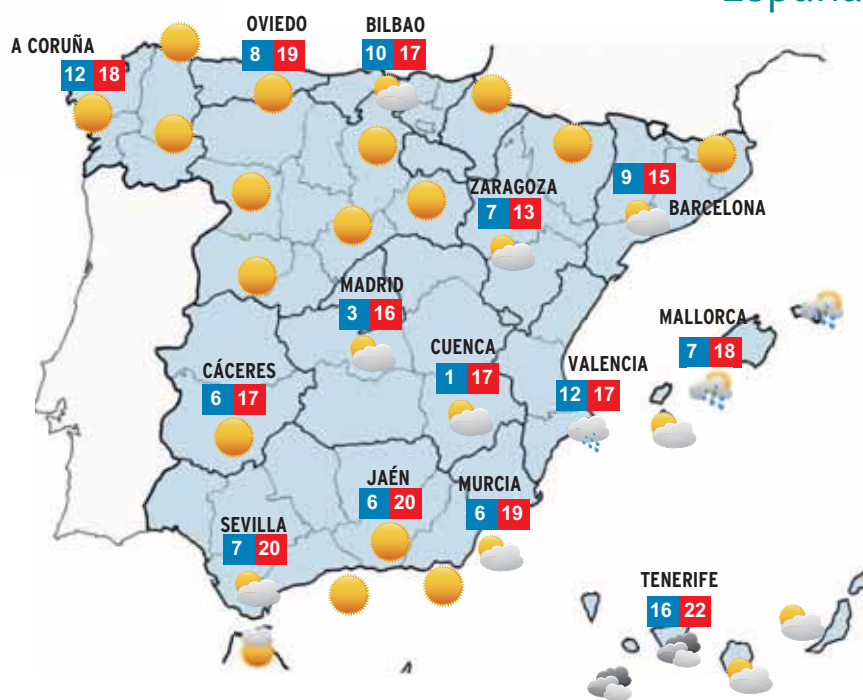 España
A CORUÑA
12 18
OVIEDO
8 19
BILBAO
10 17
ZARAGOZA
7 13
9 15
BARCELONA
MADRID
3 16
CUENCA
1 17
VALENCIA
12 17
MALLORCA
7 18
CÁCERES
6 17
JAÉN
6 20
MURCIA
6 19
SEVILLA
7 20
TENERIFE
16 22